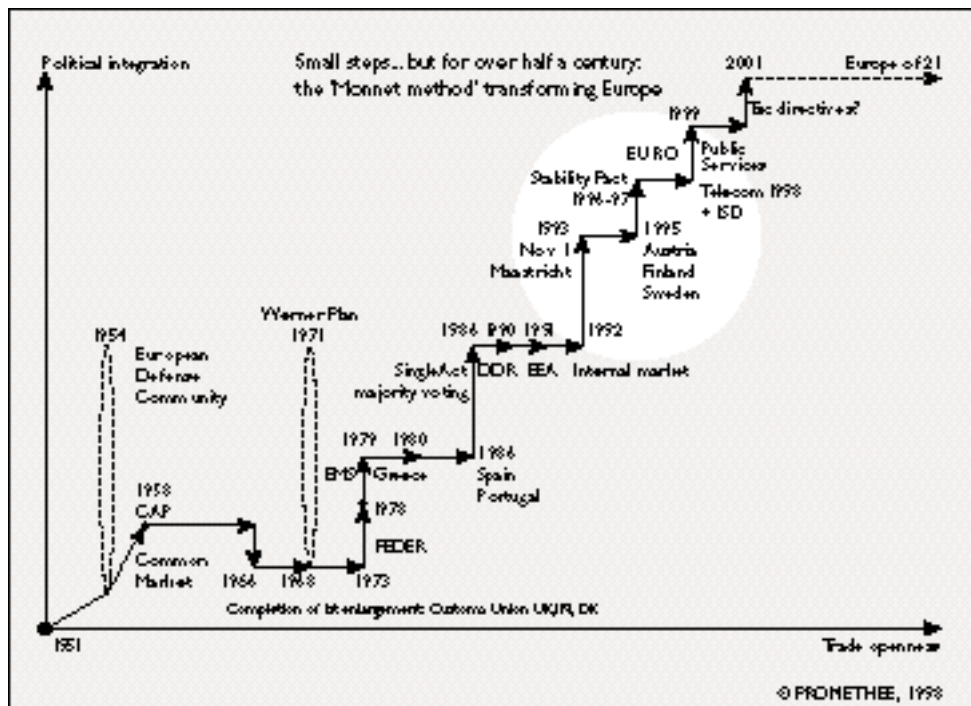 Political integration
Small steps... but for over half a century:
the 'Monnet method' transforming Europe
2001
Europe of 21
Tax directives?
1999
EURO
Public
Services
Stability Pact
1996-97
Telecom 1998
+ ISD
1993
Nov 1
Maastricht
1995
Austria
Finland
Sweden
Werner Plan
1954
1971
European
Defense
Community
1986
1990
1991
1992
Single Act
majority voting
DDR
EEA
Internal market
1979
1980
EMS
Greece
1986
Spain
Portugal
1958
CAP
1978
FEDER
Common
Market
1966
1968
1973
Completion of 1st enlargement: Customs Union UK, IR, DK
1951
Trade openness
© PROMETHEE, 1998